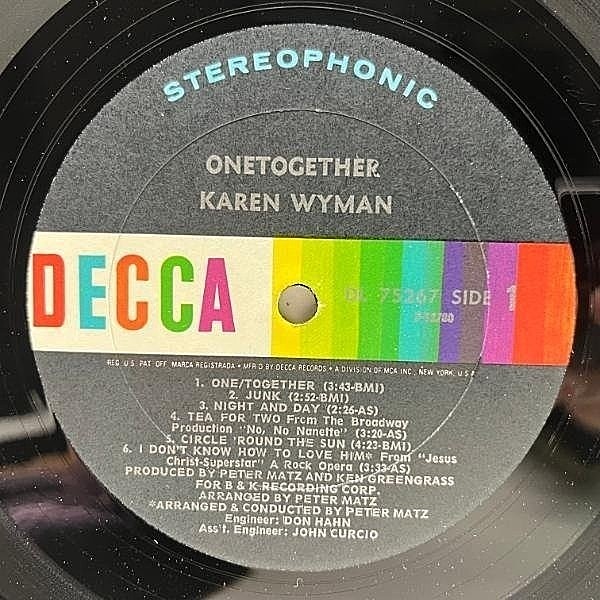 STEREOPHONIC
ONETOGETHER
KAREN WYMAN
DECCA
DL 75267 SIDE 1
REG. U.S. PAT. OFF. MARCA REGISTRADA • MFR'D BY DECCA RECORDS • A DIVISION OF MCA INC., NEW YORK, U.S.A.
1. ONE/TOGETHER (3:43-BMI)
2. JUNK (2:52-BMI)
3. NIGHT AND DAY (2:26-AS)
4. TEA FOR TWO From The Broadway
Production "No, No Nanette" (3:20-AS)
5. CIRCLE 'ROUND THE SUN (4:23-BMI)
6. I DON'T KNOW HOW TO LOVE HIM* From "Jesus
Christ-Superstar" A Rock Opera (3:33-AS)
PRODUCED BY PETER MATZ AND KEN GREENGRASS
FOR B & K RECORDING CORP.
ARRANGED BY PETER MATZ
*ARRANGED & CONDUCTED BY PETER MATZ
Engineer: DON HAHN
Ass't. Engineer: JOHN CURCIO